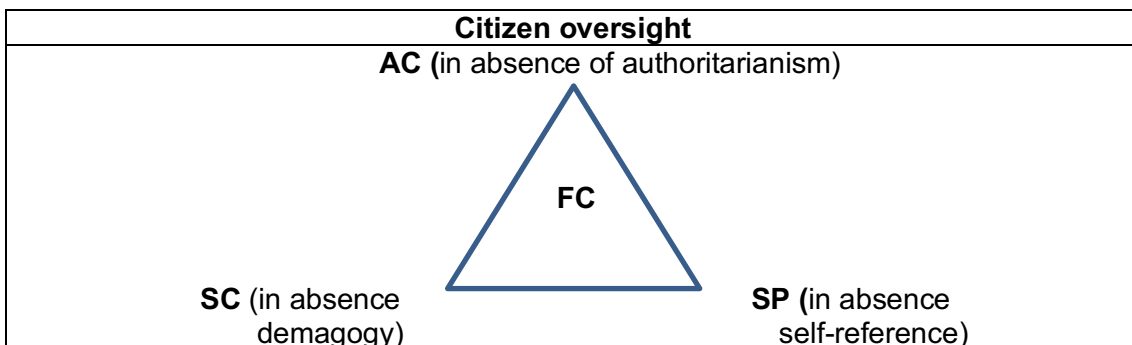 Citizen oversight
AC (in absence of authoritarianism)
FC
SC (in absence
demagogy)
SP (in absence
self-reference)